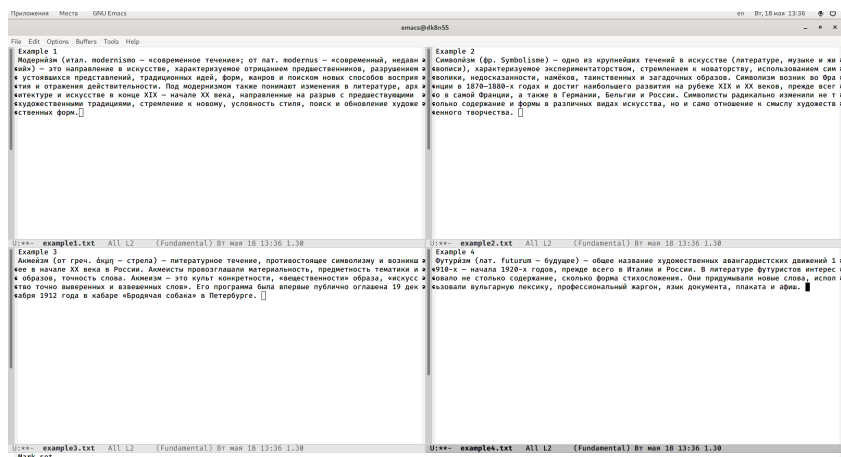 Приложения Места GNU Emacs en Вт, 18 мая 13:36
emacs@dk8n55
File Edit Options Buffers Tools Help
Example 1
Модерни́зм (итал. modernismo — «современное течение»; от лат. modernus — «современный, недавн
ий») — это направление в искусстве, характеризуемое отрицанием предшественников, разрушением
устоявшихся представлений, традиционных идей, форм, жанров и поиском новых способов восприя
тия и отражения действительности. Под модернизмом также понимают изменения в литературе, арх
итектуре и искусстве в конце XIX — начале XX века, направленные на разрыв с предшествующими
художественными традициями, стремление к новому, условность стиля, поиск и обновление художе
ственных форм.
U:**- example1.txt All L2 (Fundamental) Вт мая 18 13:36 1.30
Example 2
Символи́зм (фр. Symbolisme) — одно из крупнейших течений в искусстве (литературе, музыке и жи
вописи), характеризуемое экспериментаторством, стремлением к новаторству, использованием сим
волики, недосказанности, намёков, таинственных и загадочных образов. Символизм возник во Фра
нции в 1870—1880-х годах и достиг наибольшего развития на рубеже XIX и XX веков, прежде всег
о в самой Франции, а также в Германии, Бельгии и России. Символисты радикально изменили не т
олько содержание и формы в различных видах искусства, но и само отношение к смыслу художеств
енного творчества.
U:**- example2.txt All L2 (Fundamental) Вт мая 18 13:36 1.30
Example 3
Акмеи́зм (от греч. άκμη — стрела) — литературное течение, противостоящее символизму и возникш
ее в начале XX века в России. Акмеисты провозглашали материальность, предметность тематики и
образов, точность слова. Акмеизм — это культ конкретности, «вещественности» образа, «искусс
тво точно выверенных и взвешенных слов». Его программа была впервые публично оглашена 19 дек
абря 1912 года в кабаре «Бродячая собака» в Петербурге.
U:**- example3.txt All L2 (Fundamental) Вт мая 18 13:36 1.30
Example 4
Футури́зм (лат. futurum — будущее) — общее название художественных авангардистских движений 1
910-х — начала 1920-х годов, прежде всего в Италии и России. В литературе футуристов интерес
овало не столько содержание, сколько форма стихосложения. Они придумывали новые слова, испол
ьзовали вульгарную лексику, профессиональный жаргон, язык документа, плаката и афиш.
U:**- example4.txt All L2 (Fundamental) Вт мая 18 13:36 1.30
Mark set